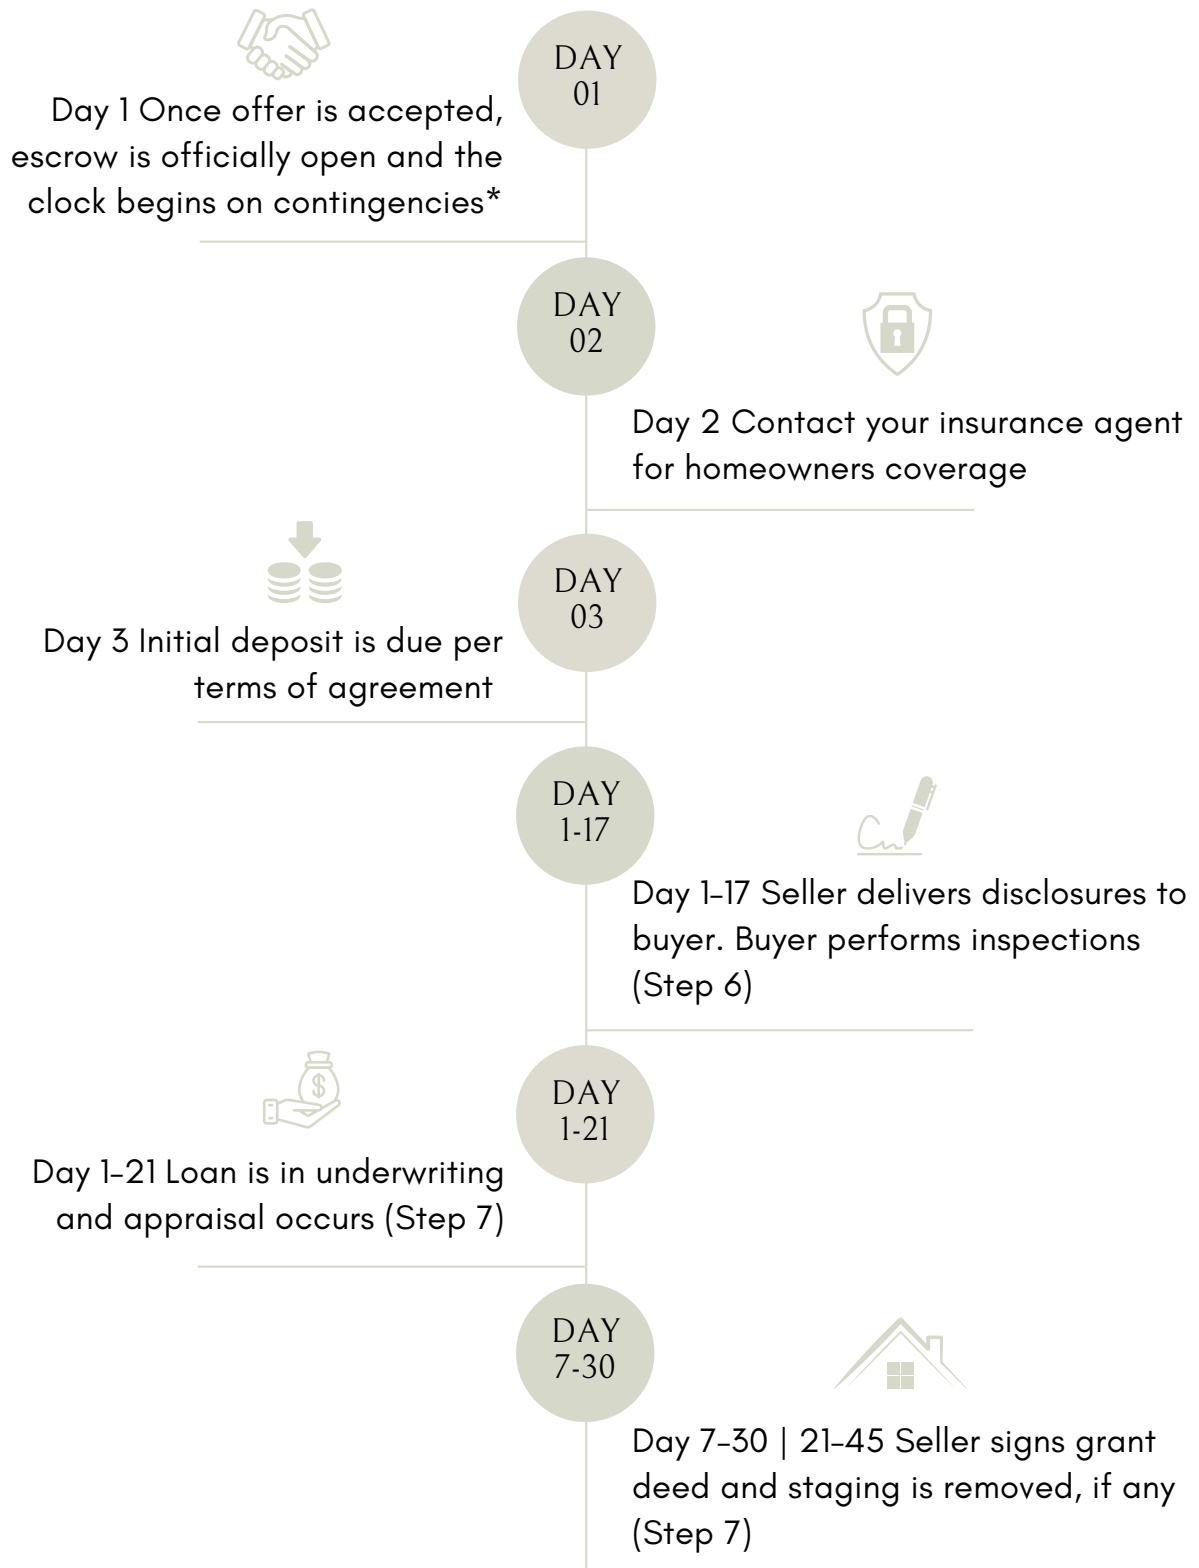 DAY
01
Day 1 Once offer is accepted,
escrow is officially open and the
clock begins on contingencies*
DAY
02
Day 2 Contact your insurance agent
for homeowners coverage
DAY
03
Day 3 Initial deposit is due per
terms of agreement
DAY
1-17
Day 1-17 Seller delivers disclosures to
buyer. Buyer performs inspections
(Step 6)
DAY
1-21
Day 1-21 Loan is in underwriting
and appraisal occurs (Step 7)
DAY
7-30
Day 7-30 | 21-45 Seller signs grant
deed and staging is removed, if any
(Step 7)